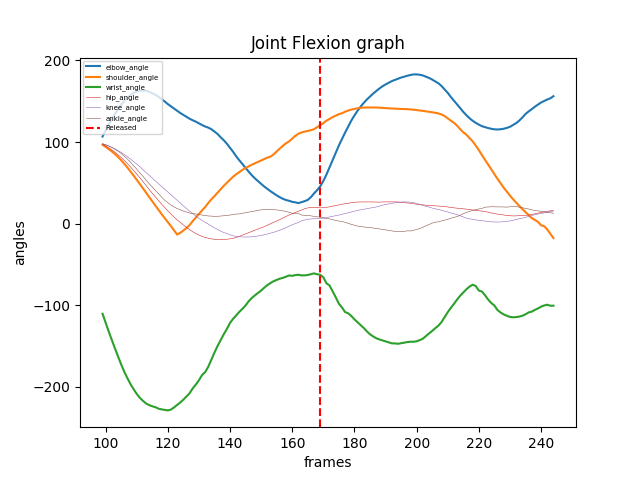 Joint Flexion graph
200
100
0
−100
−200
angles
elbow_angle
shoulder_angle
wrist_angle
hip_angle
knee_angle
ankle_angle
Released
100 120 140 160 180 200 220 240
frames